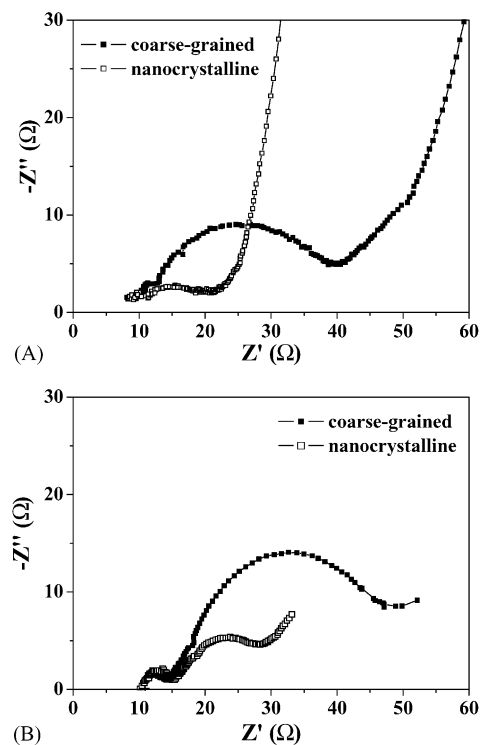 30
coarse-grained
nanocrystalline
20
-Z'' (Ω)
10
0
0 10 20 30 40 50 60
(A)
Z' (Ω)
30
coarse-grained
nanocrystalline
20
-Z'' (Ω)
10
0
0 10 20 30 40 50 60
(B)
Z' (Ω)